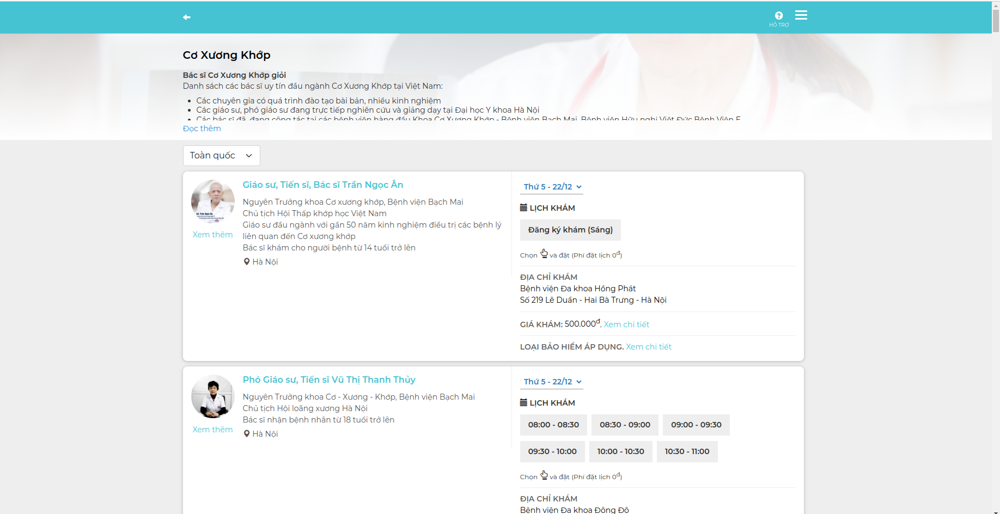 HỖ TRỢ
Cơ Xương Khớp
Bác sĩ Cơ Xương Khớp giỏi
Danh sách các bác sĩ uy tín đầu ngành Cơ Xương Khớp tại Việt Nam:
Các chuyên gia có quá trình đào tạo bài bản, nhiều kinh nghiệm
Các giáo sư, phó giáo sư đang trực tiếp nghiên cứu và giảng dạy tại Đại học Y khoa Hà Nội
Các bác sĩ đã, đang công tác tại các bệnh viện hàng đầu Khoa Cơ Xương Khớp - Bệnh viện Bạch Mai, Bệnh viện Hữu nghị Việt Đức, Bệnh Viện E
Đọc thêm
Toàn quốc
Giáo sư, Tiến sĩ, Bác sĩ Trần Ngọc Ân
Nguyên Trưởng khoa Cơ xương khớp, Bệnh viện Bạch Mai
Chủ tịch Hội Thấp khớp học Việt Nam
Giáo sư đầu ngành với gần 50 năm kinh nghiệm điều trị các bệnh lý
liên quan đến Cơ xương khớp
Bác sĩ khám cho người bệnh từ 14 tuổi trở lên
Xem thêm
Hà Nội
Thứ 5 - 22/12
LỊCH KHÁM
Đăng ký khám (Sáng)
Chọn và đặt (Phí đặt lịch 0đ)
ĐỊA CHỈ KHÁM
Bệnh viện Đa khoa Hồng Phát
Số 219 Lê Duẩn - Hai Bà Trưng - Hà Nội
GIÁ KHÁM: 500.000đ. Xem chi tiết
LOẠI BẢO HIỂM ÁP DỤNG. Xem chi tiết
Phó Giáo sư, Tiến sĩ Vũ Thị Thanh Thủy
Nguyên Trưởng khoa Cơ - Xương - Khớp, Bệnh viện Bạch Mai
Chủ tịch Hội loãng xương Hà Nội
Bác sĩ nhận bệnh nhân từ 18 tuổi trở lên
Xem thêm
Hà Nội
Thứ 5 - 22/12
LỊCH KHÁM
08:00 - 08:30 08:30 - 09:00 09:00 - 09:30
09:30 - 10:00 10:00 - 10:30 10:30 - 11:00
Chọn và đặt (Phí đặt lịch 0đ)
ĐỊA CHỈ KHÁM
Bệnh viện Đa khoa Đông Đô